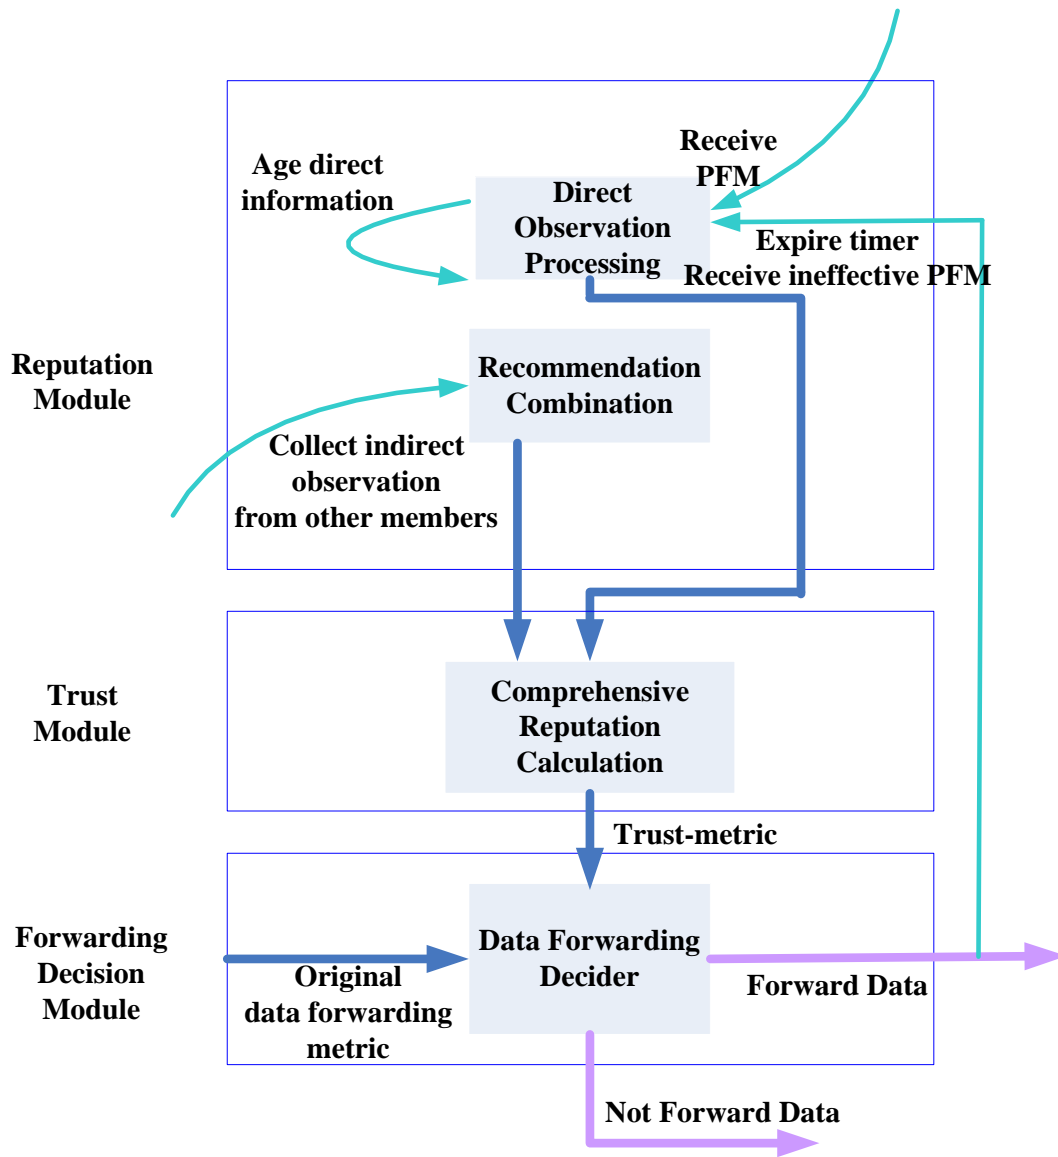 Receive
PFM
Age direct
information
Direct
Observation
Processing
Expire timer
Receive ineffective PFM
Reputation
Module
Recommendation
Combination
Collect indirect
observation
from other members
Trust
Module
Comprehensive
Reputation
Calculation
Trust-metric
Forwarding
Decision
Module
Data Forwarding
Decider
Original
data forwarding
metric
Forward Data
Not Forward Data